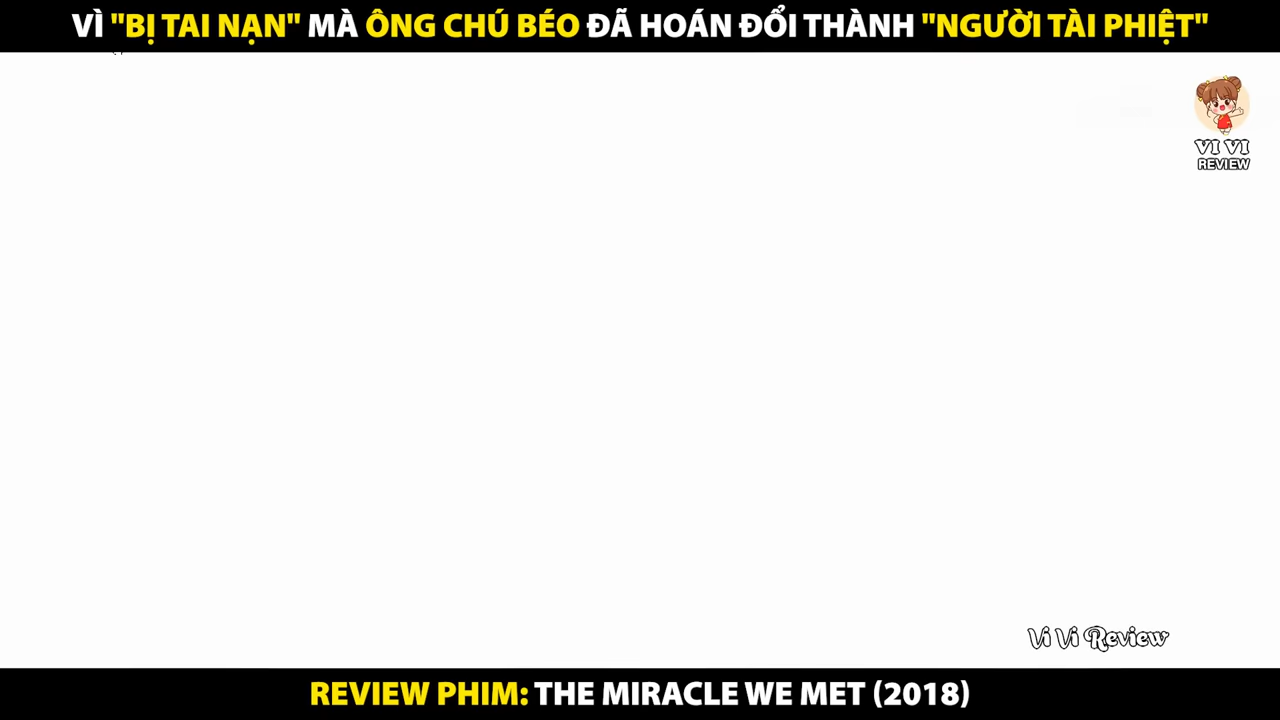 VÌ "BỊ TAI NẠN" MÀ ÔNG CHÚ BÉO ĐÃ HOÁN ĐỔI THÀNH "NGƯỜI TÀI PHIỆT"
VI VI
REVIEW
Vi Vi Review
REVIEW PHIM: THE MIRACLE WE MET (2018)